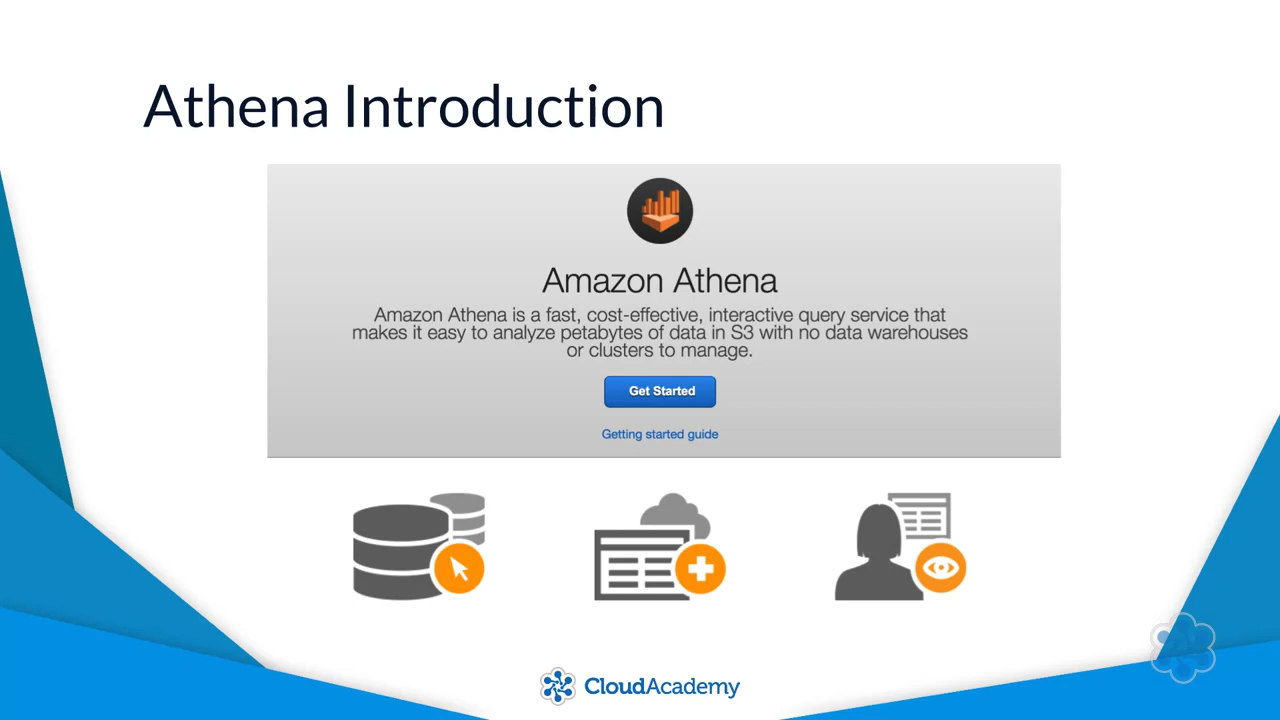 Athena Introduction
Amazon Athena
Amazon Athena is a fast, cost-effective, interactive query service that
makes it easy to analyze petabytes of data in S3 with no data warehouses
or clusters to manage.
Get Started
Getting started guide
CloudAcademy